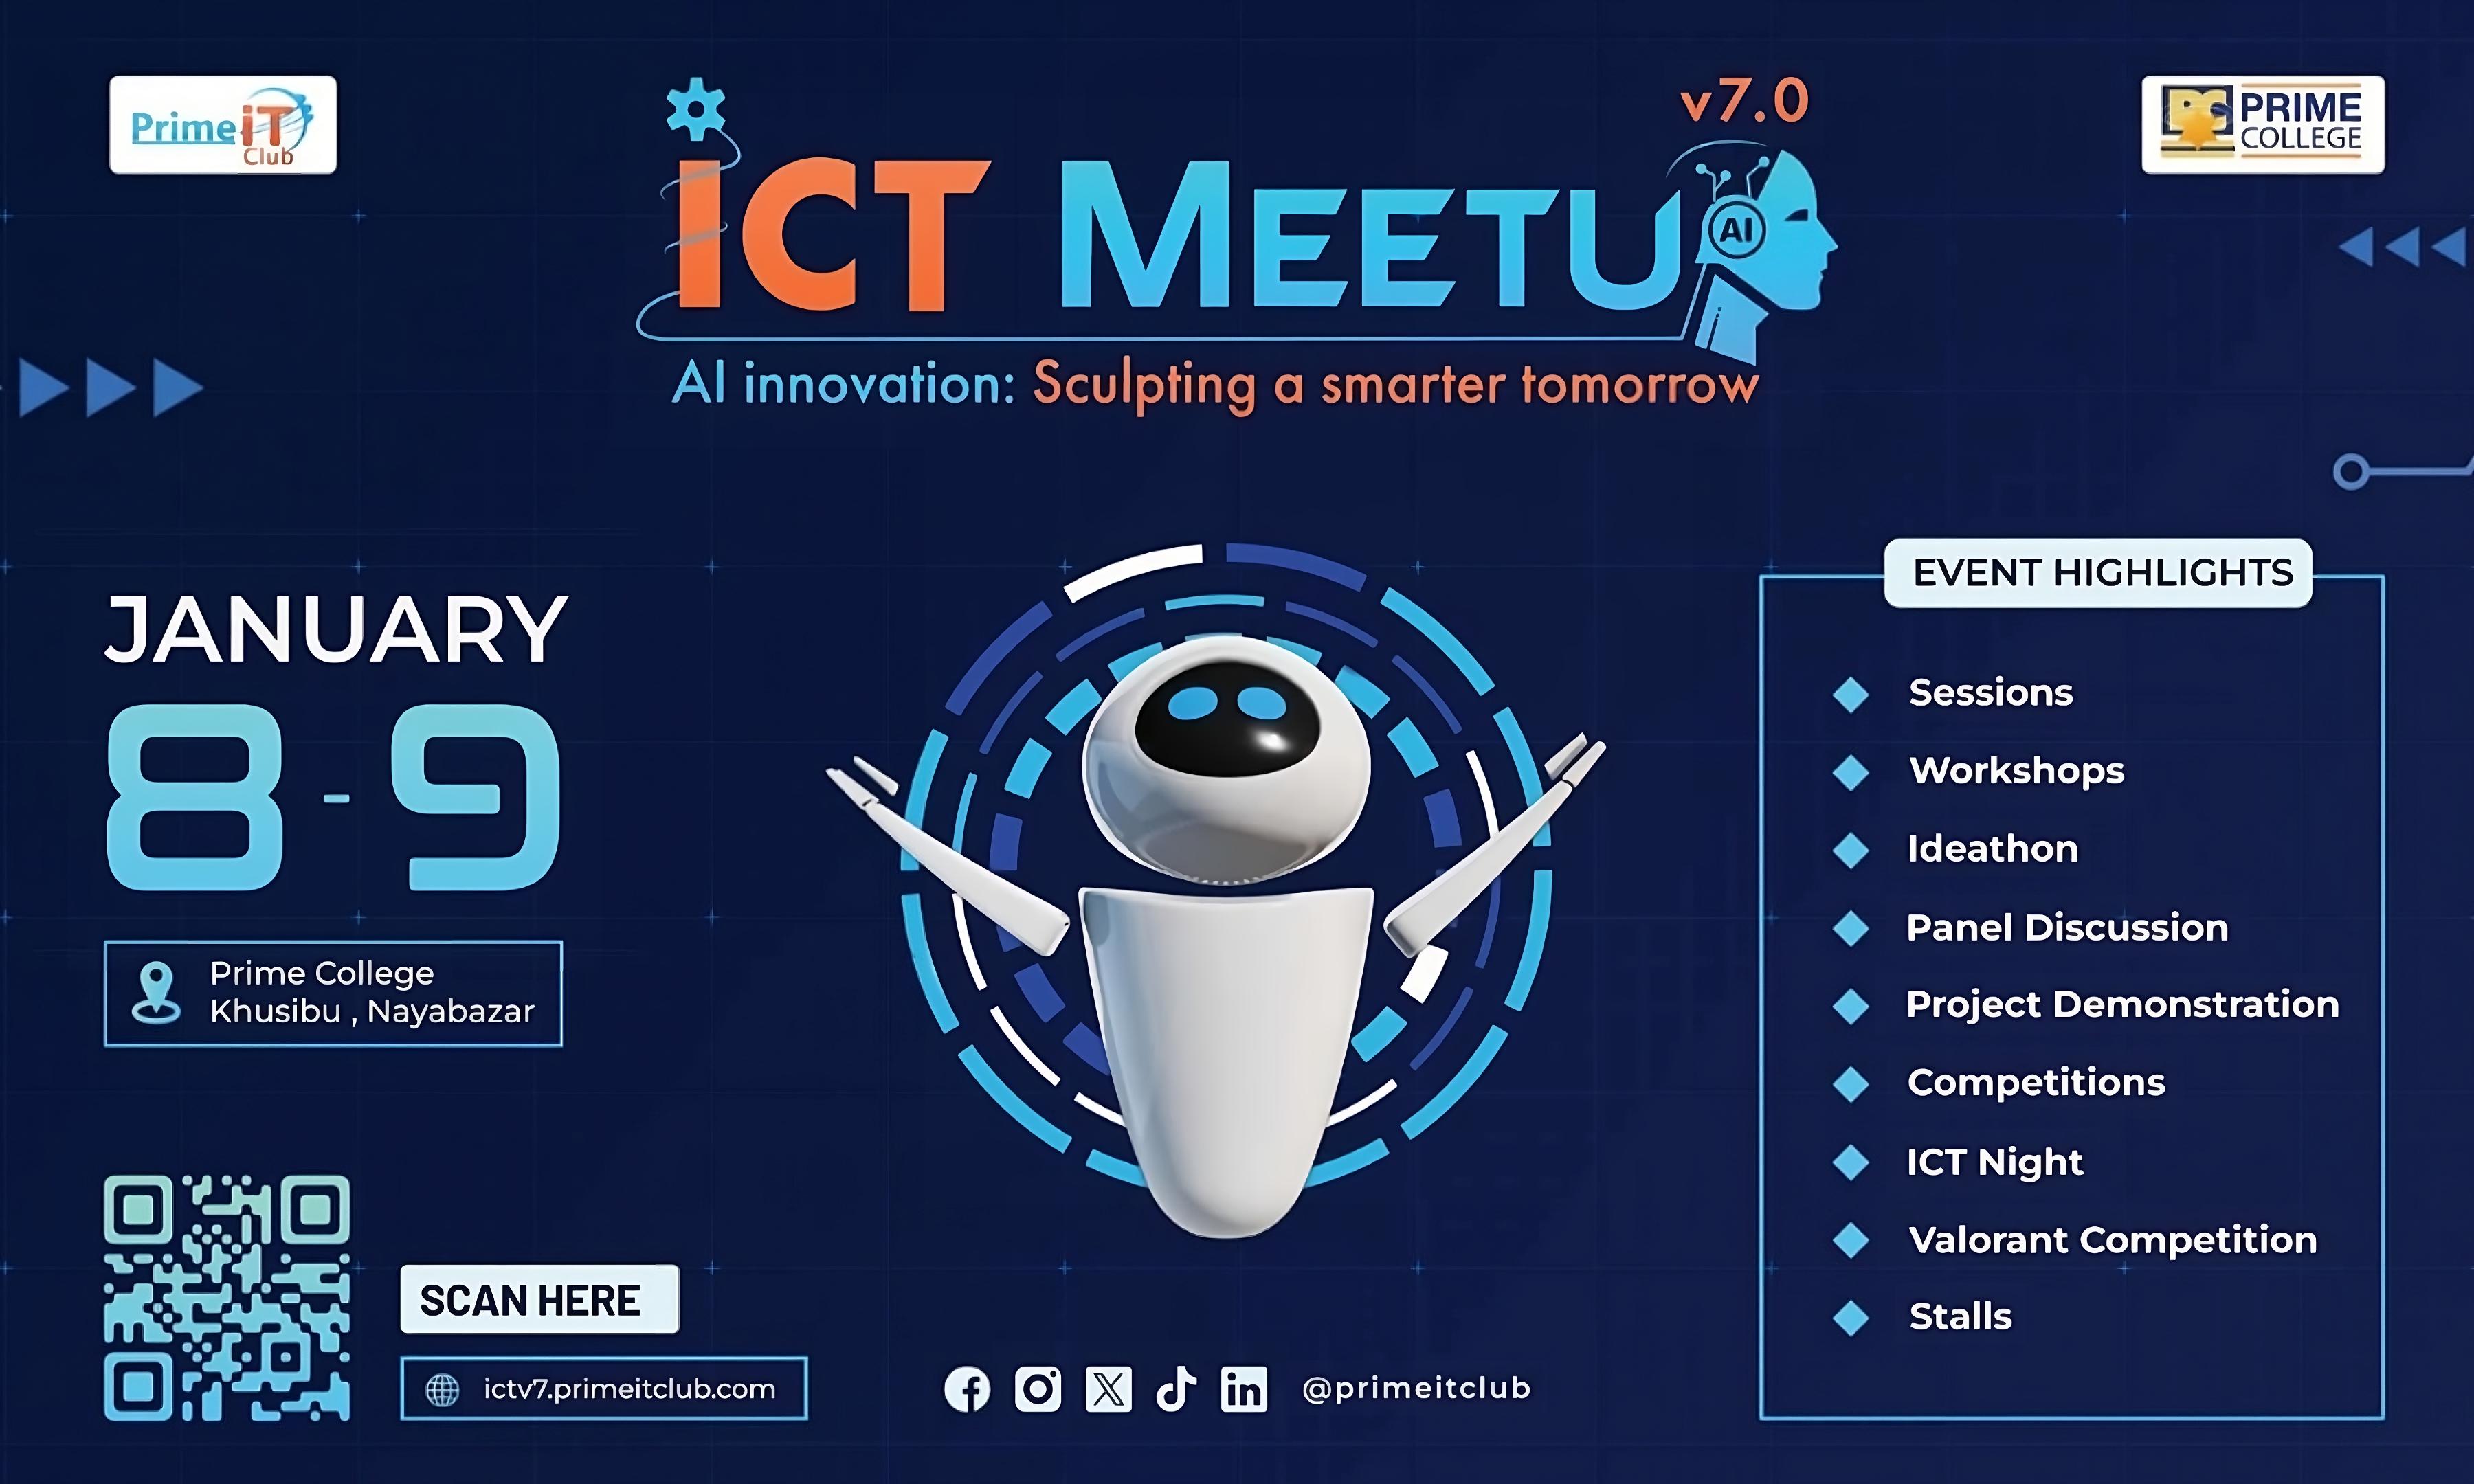 Prime iT
Club
PRIME
COLLEGE
v7.0
ICT MEETU
AI
AI innovation: Sculpting a smarter tomorrow
JANUARY
8 - 9
Prime College
Khusibu , Nayabazar
SCAN HERE
ictv7.primeitclub.com
@primeitclub
EVENT HIGHLIGHTS
Sessions
Workshops
Ideathon
Panel Discussion
Project Demonstration
Competitions
ICT Night
Valorant Competition
Stalls